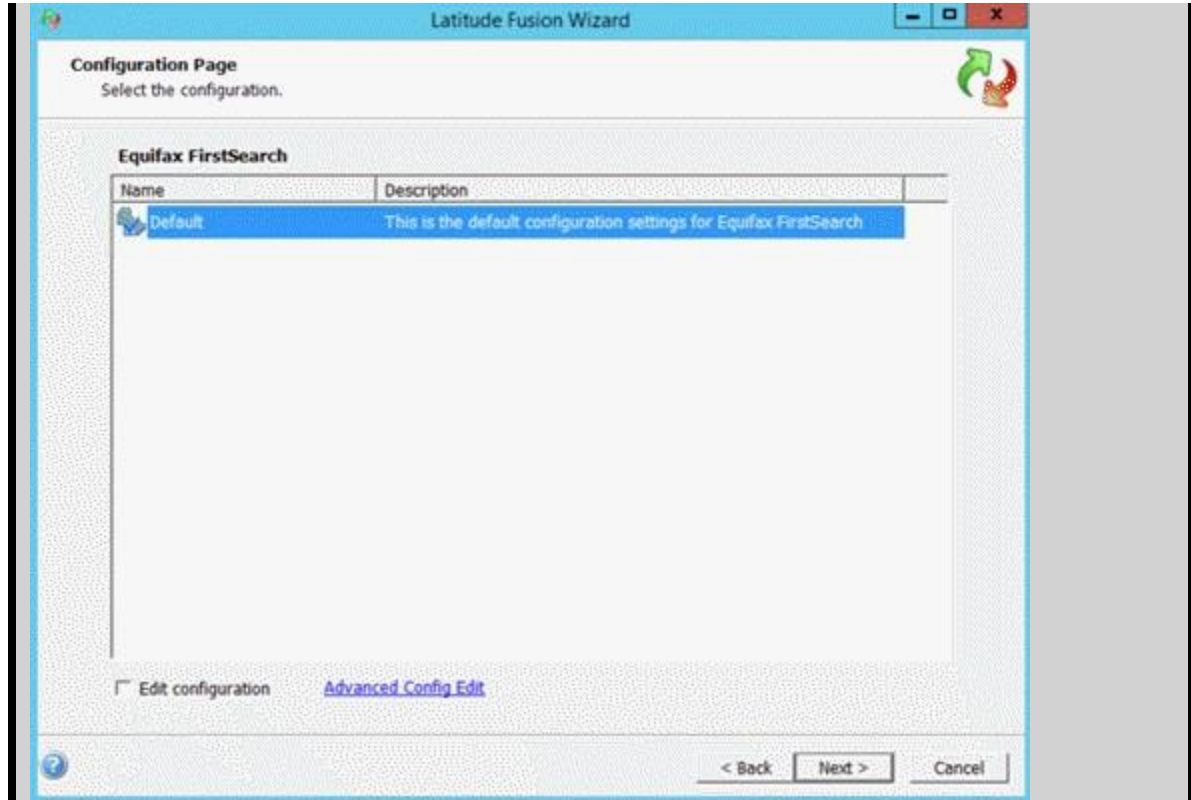 Latitude Fusion Wizard
Configuration Page
Select the configuration.
Equifax FirstSearch
Name Description
Default This is the default configuration settings for Equifax FirstSearch
Edit configuration Advanced Config Edit
< Back Next > Cancel